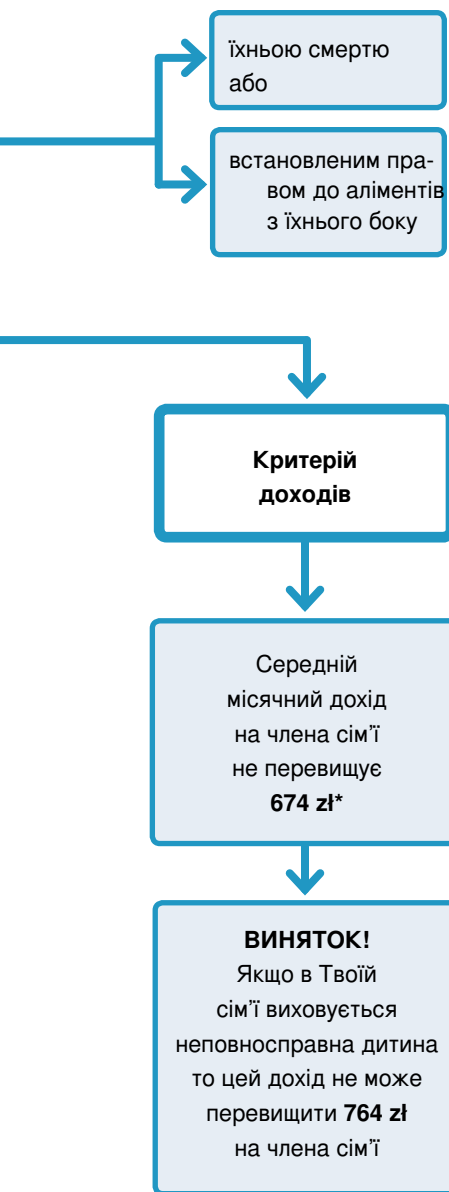 їхньою смертю
або
встановленим пра-
вом до аліментів
з їхнього боку
Критерій
доходів
Середній
місячний дохід
на члена сім’ї
не перевищує
674 zł*
ВИНЯТОК!
Якщо в Твоїй
сім’ї виховується
неповносправна дитина
то цей дохід не може
перевищити 764 zł
на члена сім’ї